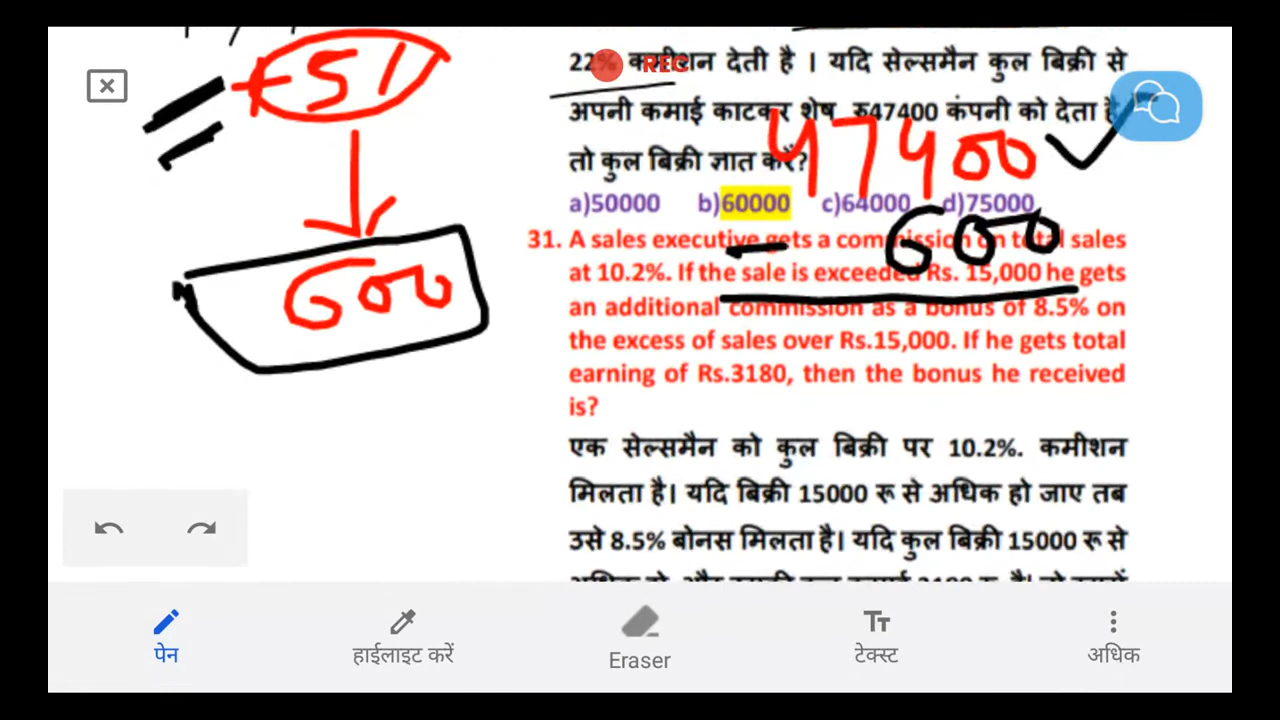 +51
600
REC
22% कमीशन देती है । यदि सेल्समैन कुल बिक्री से
अपनी कमाई काटकर शेष रु47400 कंपनी को देता है
तो कुल बिक्री ज्ञात करें?
47400
a)50000 b)60000 c)64000 d)75000
- 600
31. A sales executive gets a commission on total sales
at 10.2%. If the sale is exceeded Rs. 15,000 he gets
an additional commission as a bonus of 8.5% on
the excess of sales over Rs.15,000. If he gets total
earning of Rs.3180, then the bonus he received
is?
एक सेल्समैन को कुल बिक्री पर 10.2%. कमीशन
मिलता है। यदि बिक्री 15000 रू से अधिक हो जाए तब
उसे 8.5% बोनस मिलता है। यदि कुल बिक्री 15000 रू से
पेन हाईलाइट करें Eraser टेक्स्ट अधिक